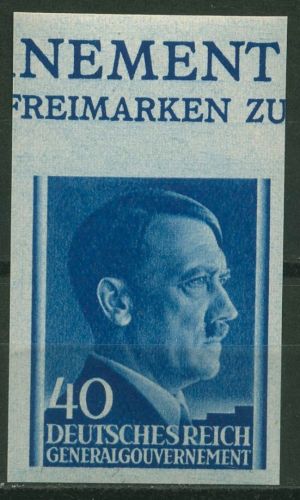 NEMENT
FREIMARKEN ZU
40
DEUTSCHES REICH
GENERALGOUVERNEMENT